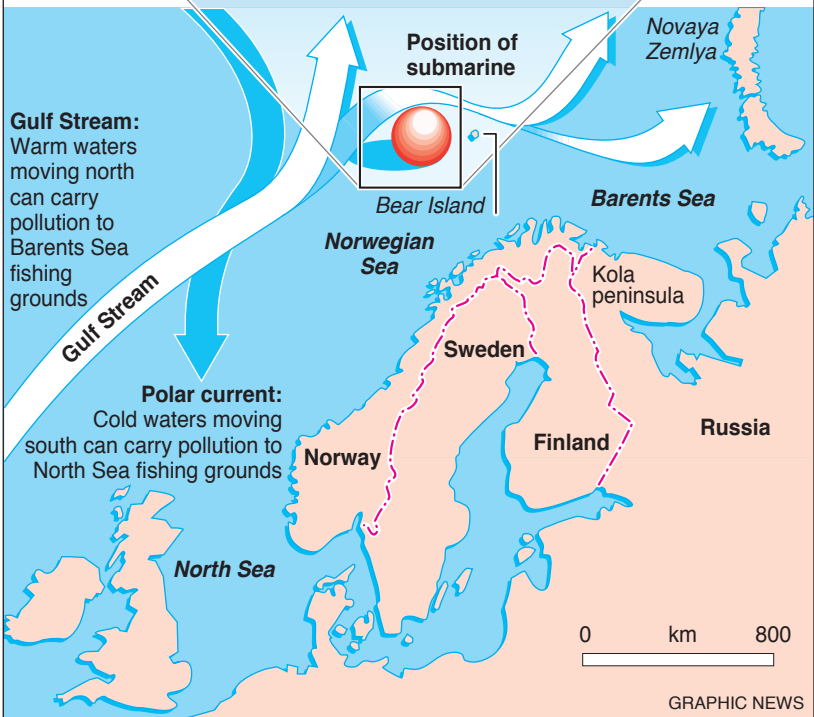 Novaya
Zemlya
Position of
submarine
Gulf Stream:
Warm waters
moving north
can carry
pollution to
Barents Sea
fishing
grounds
Bear Island
Barents Sea
Norwegian
Sea
Kola
peninsula
Gulf Stream
Sweden
Polar current:
Cold waters moving
south can carry pollution to
North Sea fishing grounds
Norway
Finland
Russia
North Sea
0 km 800
GRAPHIC NEWS